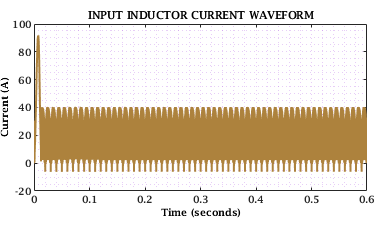 INPUT INDUCTOR CURRENT WAVEFORM
100
80
60
40
20
0
-20
Current (A)
0 0.1 0.2 0.3 0.4 0.5 0.6
Time (seconds)